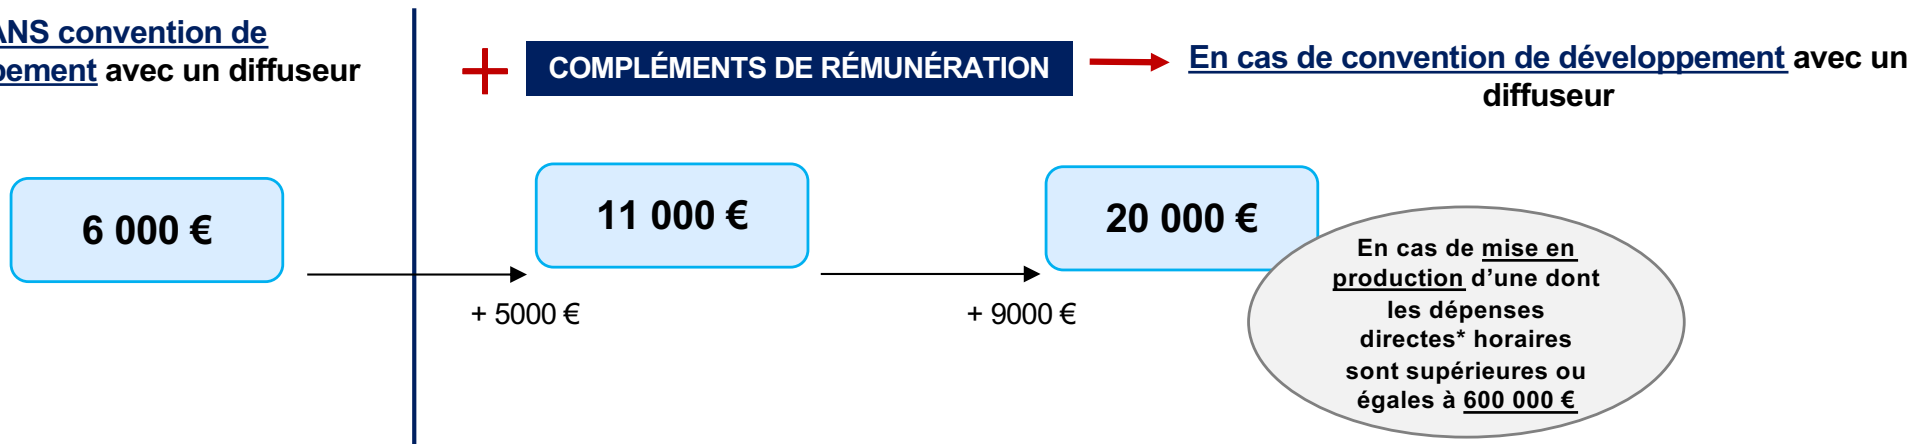 ANS convention de
pement avec un diffuseur
+ COMPLÉMENTS DE RÉMUNÉRATION
En cas de convention de développement avec un
diffuseur
6 000 €
+ 5000 €
11 000 €
+ 9000 €
20 000 €
En cas de mise en
production d’une dont
les dépenses
directes* horaires
sont supérieures ou
égales à 600 000 €